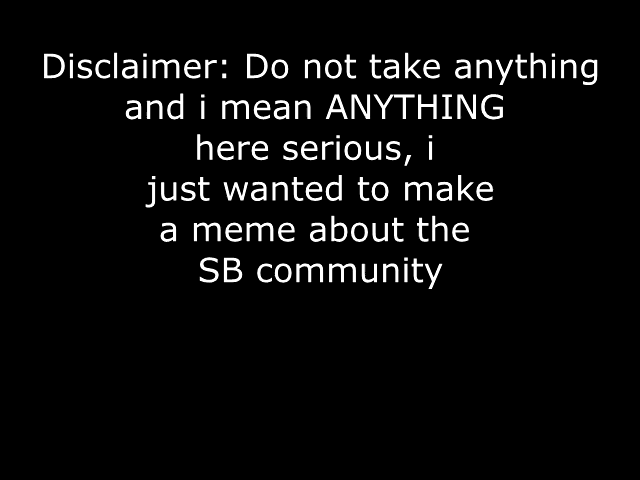 Disclaimer: Do not take anything
and i mean ANYTHING
here serious, i
just wanted to make
a meme about the
SB community